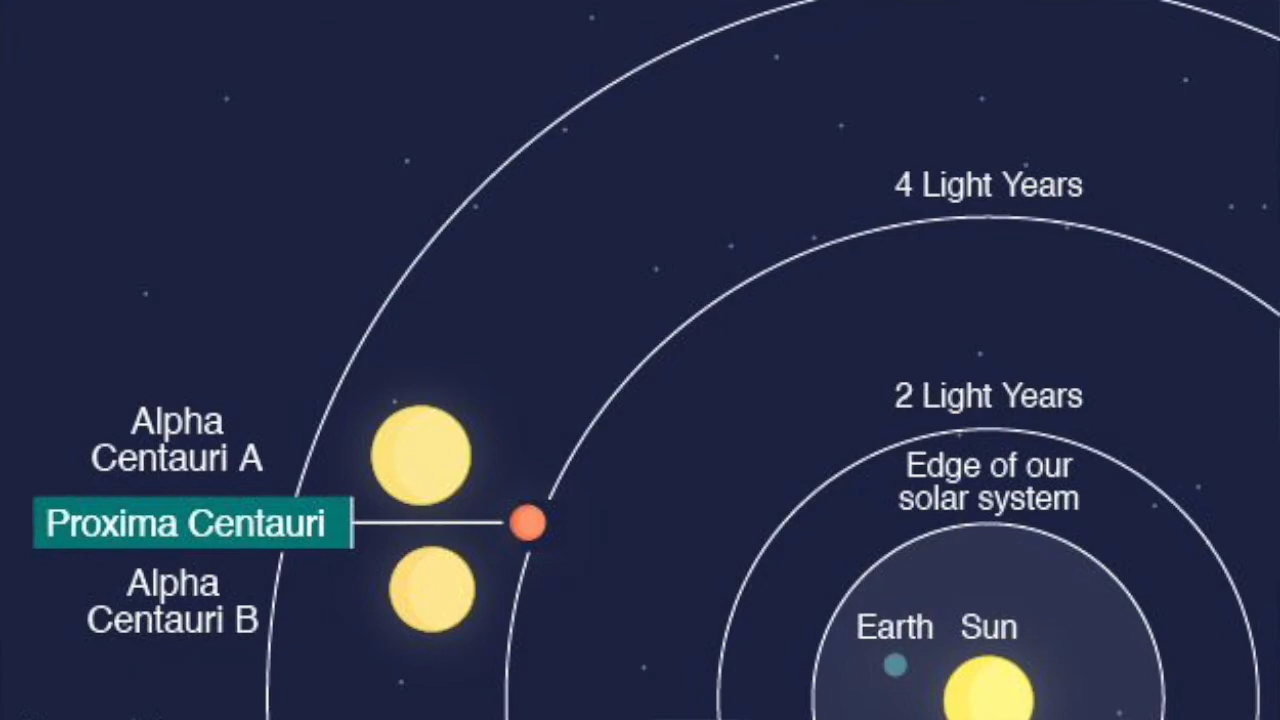 4 Light Years
2 Light Years
Edge of our
solar system
Alpha
Centauri A
Proxima Centauri
Alpha
Centauri B
Earth Sun